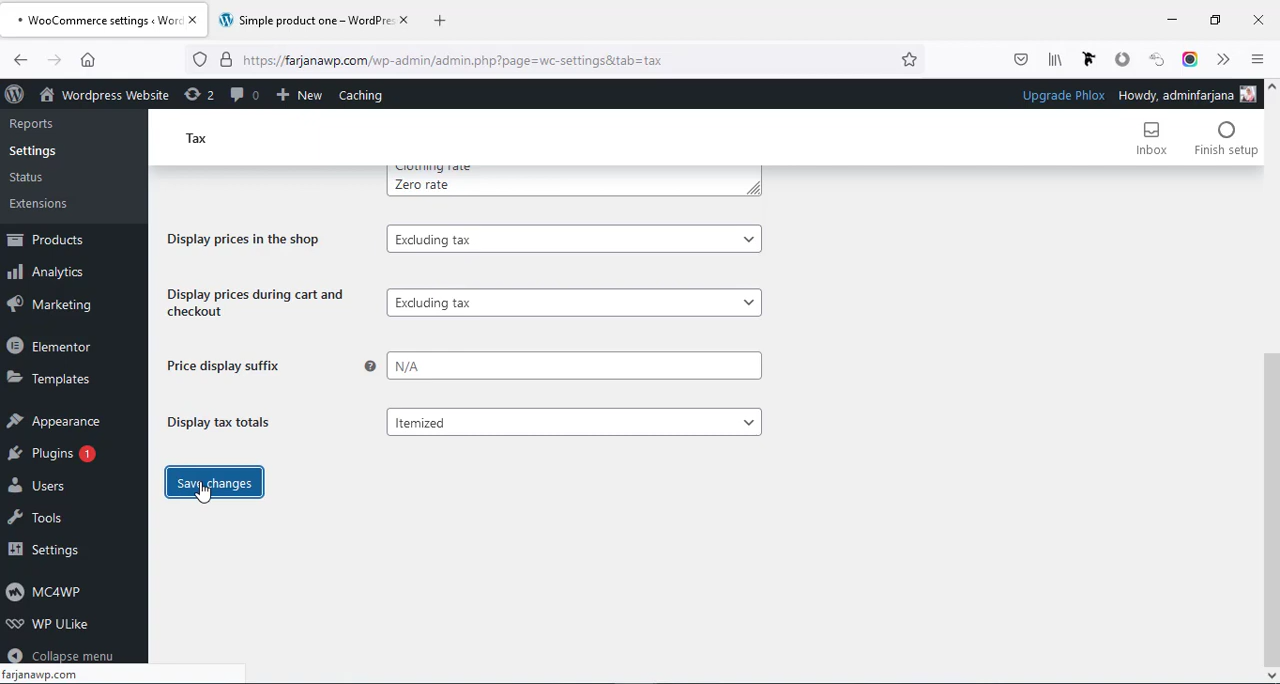 WooCommerce settings ‹ Word
Simple product one – WordPres
https://farjanawp.com/wp-admin/admin.php?page=wc-settings&tab=tax
Wordpress Website
2
0
New
Caching
Upgrade Phlox
Howdy, adminfarjana
Reports
Settings
Status
Extensions
Products
Analytics
Marketing
Elementor
Templates
Appearance
Plugins 1
Users
Tools
Settings
MC4WP
WP ULike
Collapse menu
Tax
Inbox
Finish setup
Clothing rate
Zero rate
Display prices in the shop
Excluding tax
Display prices during cart and
checkout
Excluding tax
Price display suffix
?
N/A
Display tax totals
Itemized
Save changes
farjanawp.com